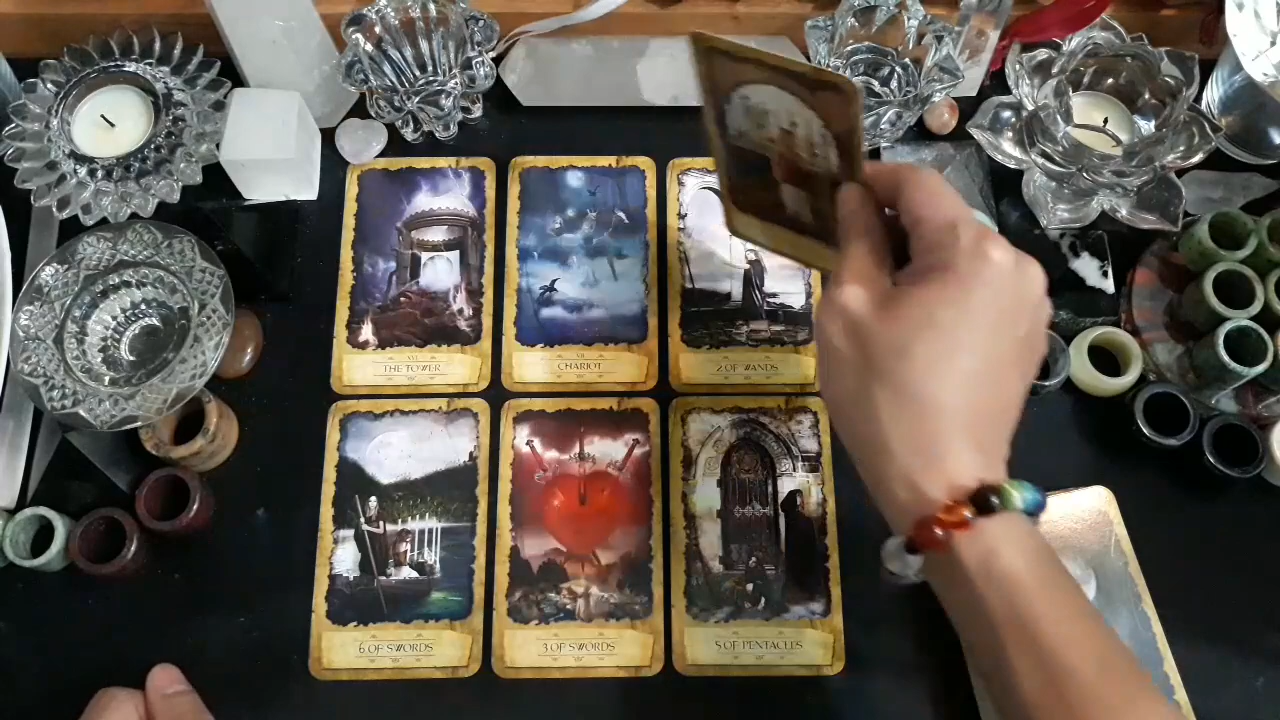 XVI
THE TOWER
VII
CHARIOT
2 OF WANDS
6 OF SWORDS
3 OF SWORDS
5 OF PENTACLES